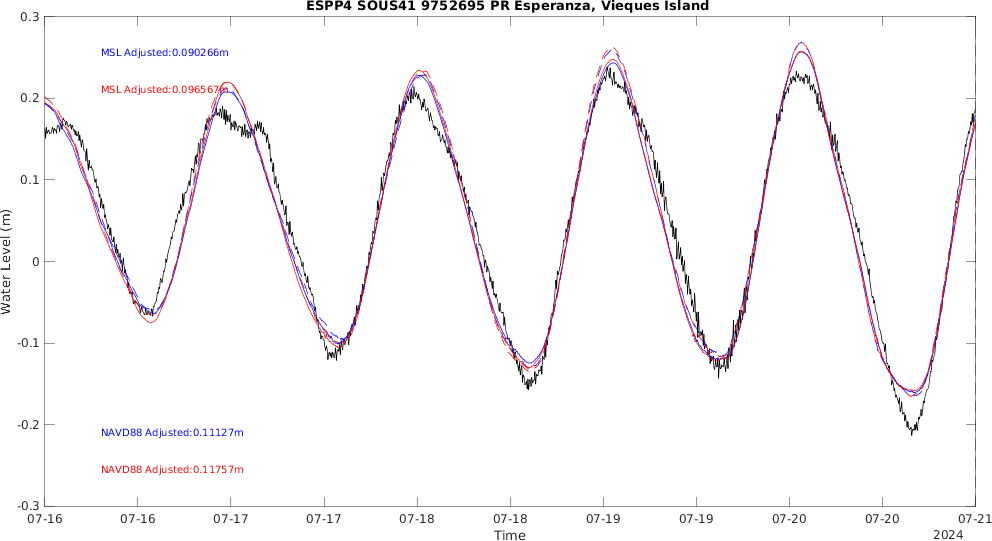 ESPP4 SOUS41 9752695 PR Esperanza, Vieques Island
0.3
0.2
0.1
0
-0.1
-0.2
-0.3
Water Level (m)
MSL Adjusted:0.090266m
MSL Adjusted:0.096567m
NAVD88 Adjusted:0.11127m
NAVD88 Adjusted:0.11757m
07-16 07-16 07-17 07-17 07-18 07-18 07-19 07-19 07-20 07-20 07-21
Time
2024